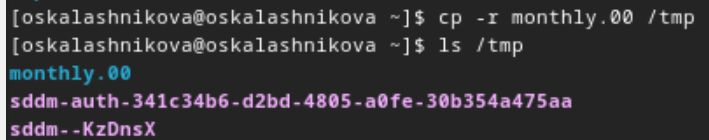 [oskalashnikova@oskalashnikova ~]$ cp -r monthly.00 /tmp
[oskalashnikova@oskalashnikova ~]$ ls /tmp
monthly.00
sddm-auth-341c34b6-d2bd-4805-a0fe-30b354a475aa
sddm--KzDnsX